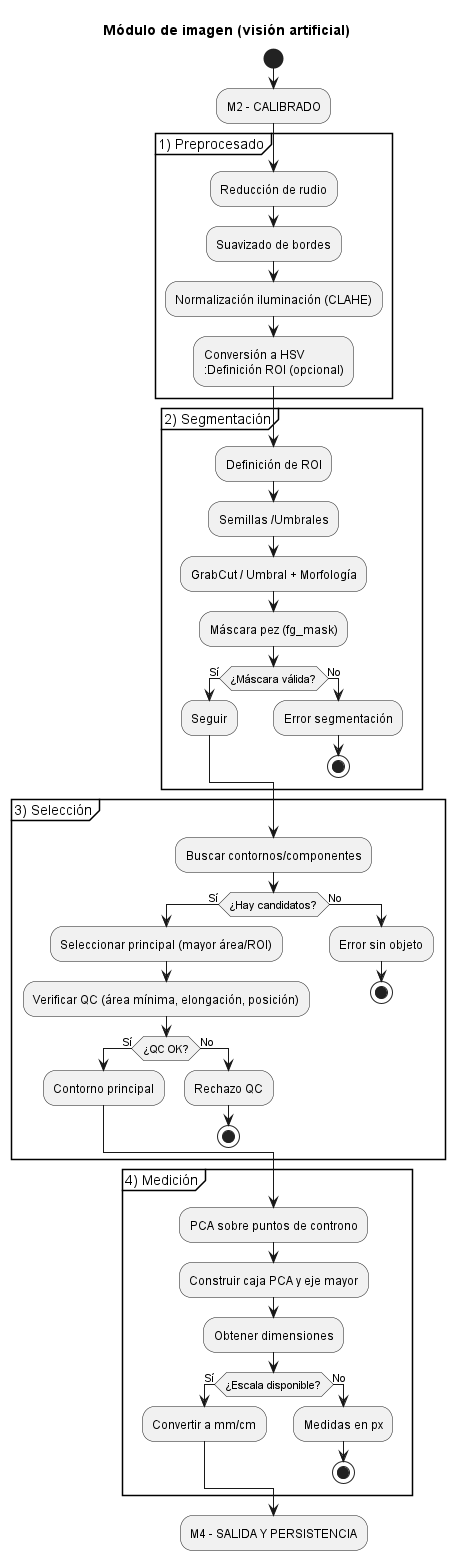 Módulo de imagen (visión artificial)
M2 - CALIBRADO
1) Preprocesado
Reducción de rudio
Suavizado de bordes
Normalización iluminación (CLAHE)
Conversión a HSV
:Definición ROI (opcional)
2) Segmentación
Definición de ROI
Semillas /Umbrales
GrabCut / Umbral + Morfología
Máscara pez (fg_mask)
Sí
¿Máscara válida?
No
Seguir
Error segmentación
3) Selección
Buscar contornos/componentes
Sí
¿Hay candidatos?
No
Seleccionar principal (mayor área/ROI)
Error sin objeto
Verificar QC (área mínima, elongación, posición)
Sí
¿QC OK?
No
Contorno principal
Rechazo QC
4) Medición
PCA sobre puntos de controno
Construir caja PCA y eje mayor
Obtener dimensiones
Sí
¿Escala disponible?
No
Convertir a mm/cm
Medidas en px
M4 - SALIDA Y PERSISTENCIA